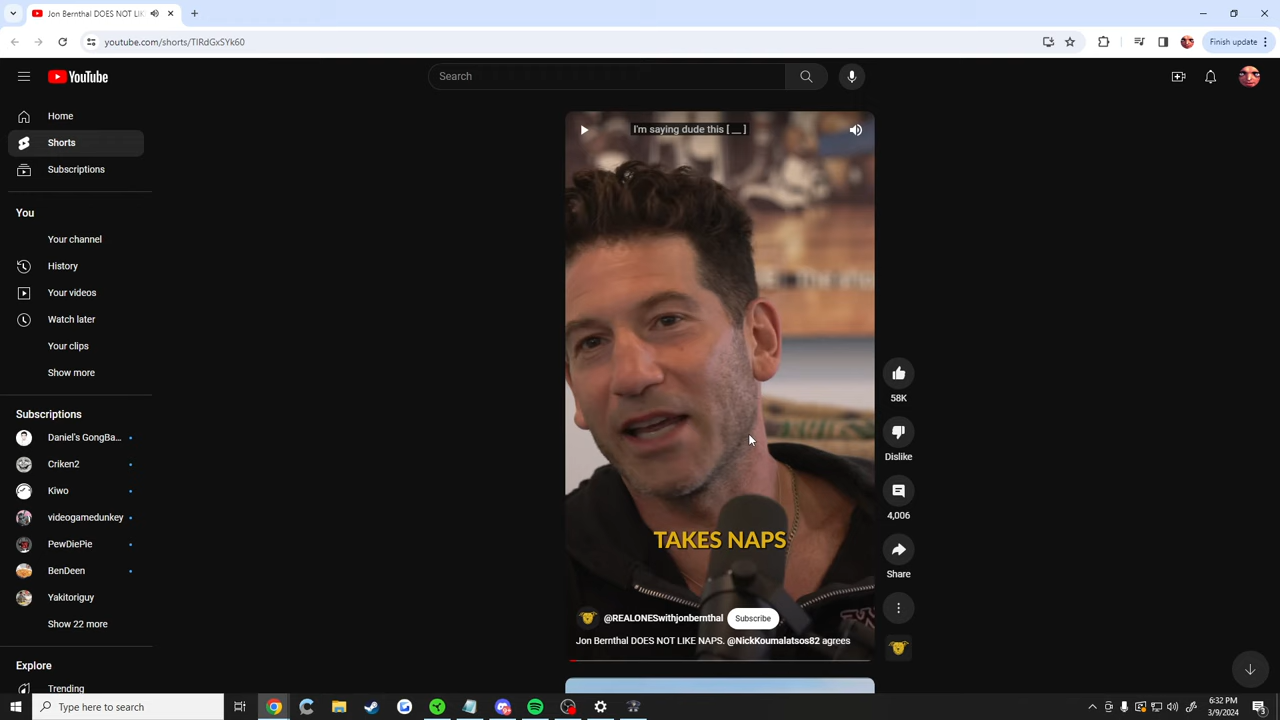 Jon Bernthal DOES NOT LIK
youtube.com/shorts/TIRdGxSYk60
Finish update
YouTube
Search
Home
Shorts
Subscriptions
You
Your channel
History
Your videos
Watch later
Your clips
Show more
Subscriptions
Daniel's GongBa...
Criken2
Kiwo
videogamedunkey
PewDiePie
BenDeen
Yakitoriguy
Show 22 more
Explore
Trending
I'm saying dude this [ __ ]
TAKES NAPS
@REALONESwithjonbernthal
Subscribe
Jon Bernthal DOES NOT LIKE NAPS. @NickKoumalatsos82 agrees
58K
Dislike
4,006
Share
Type here to search
6:32 PM
3/9/2024